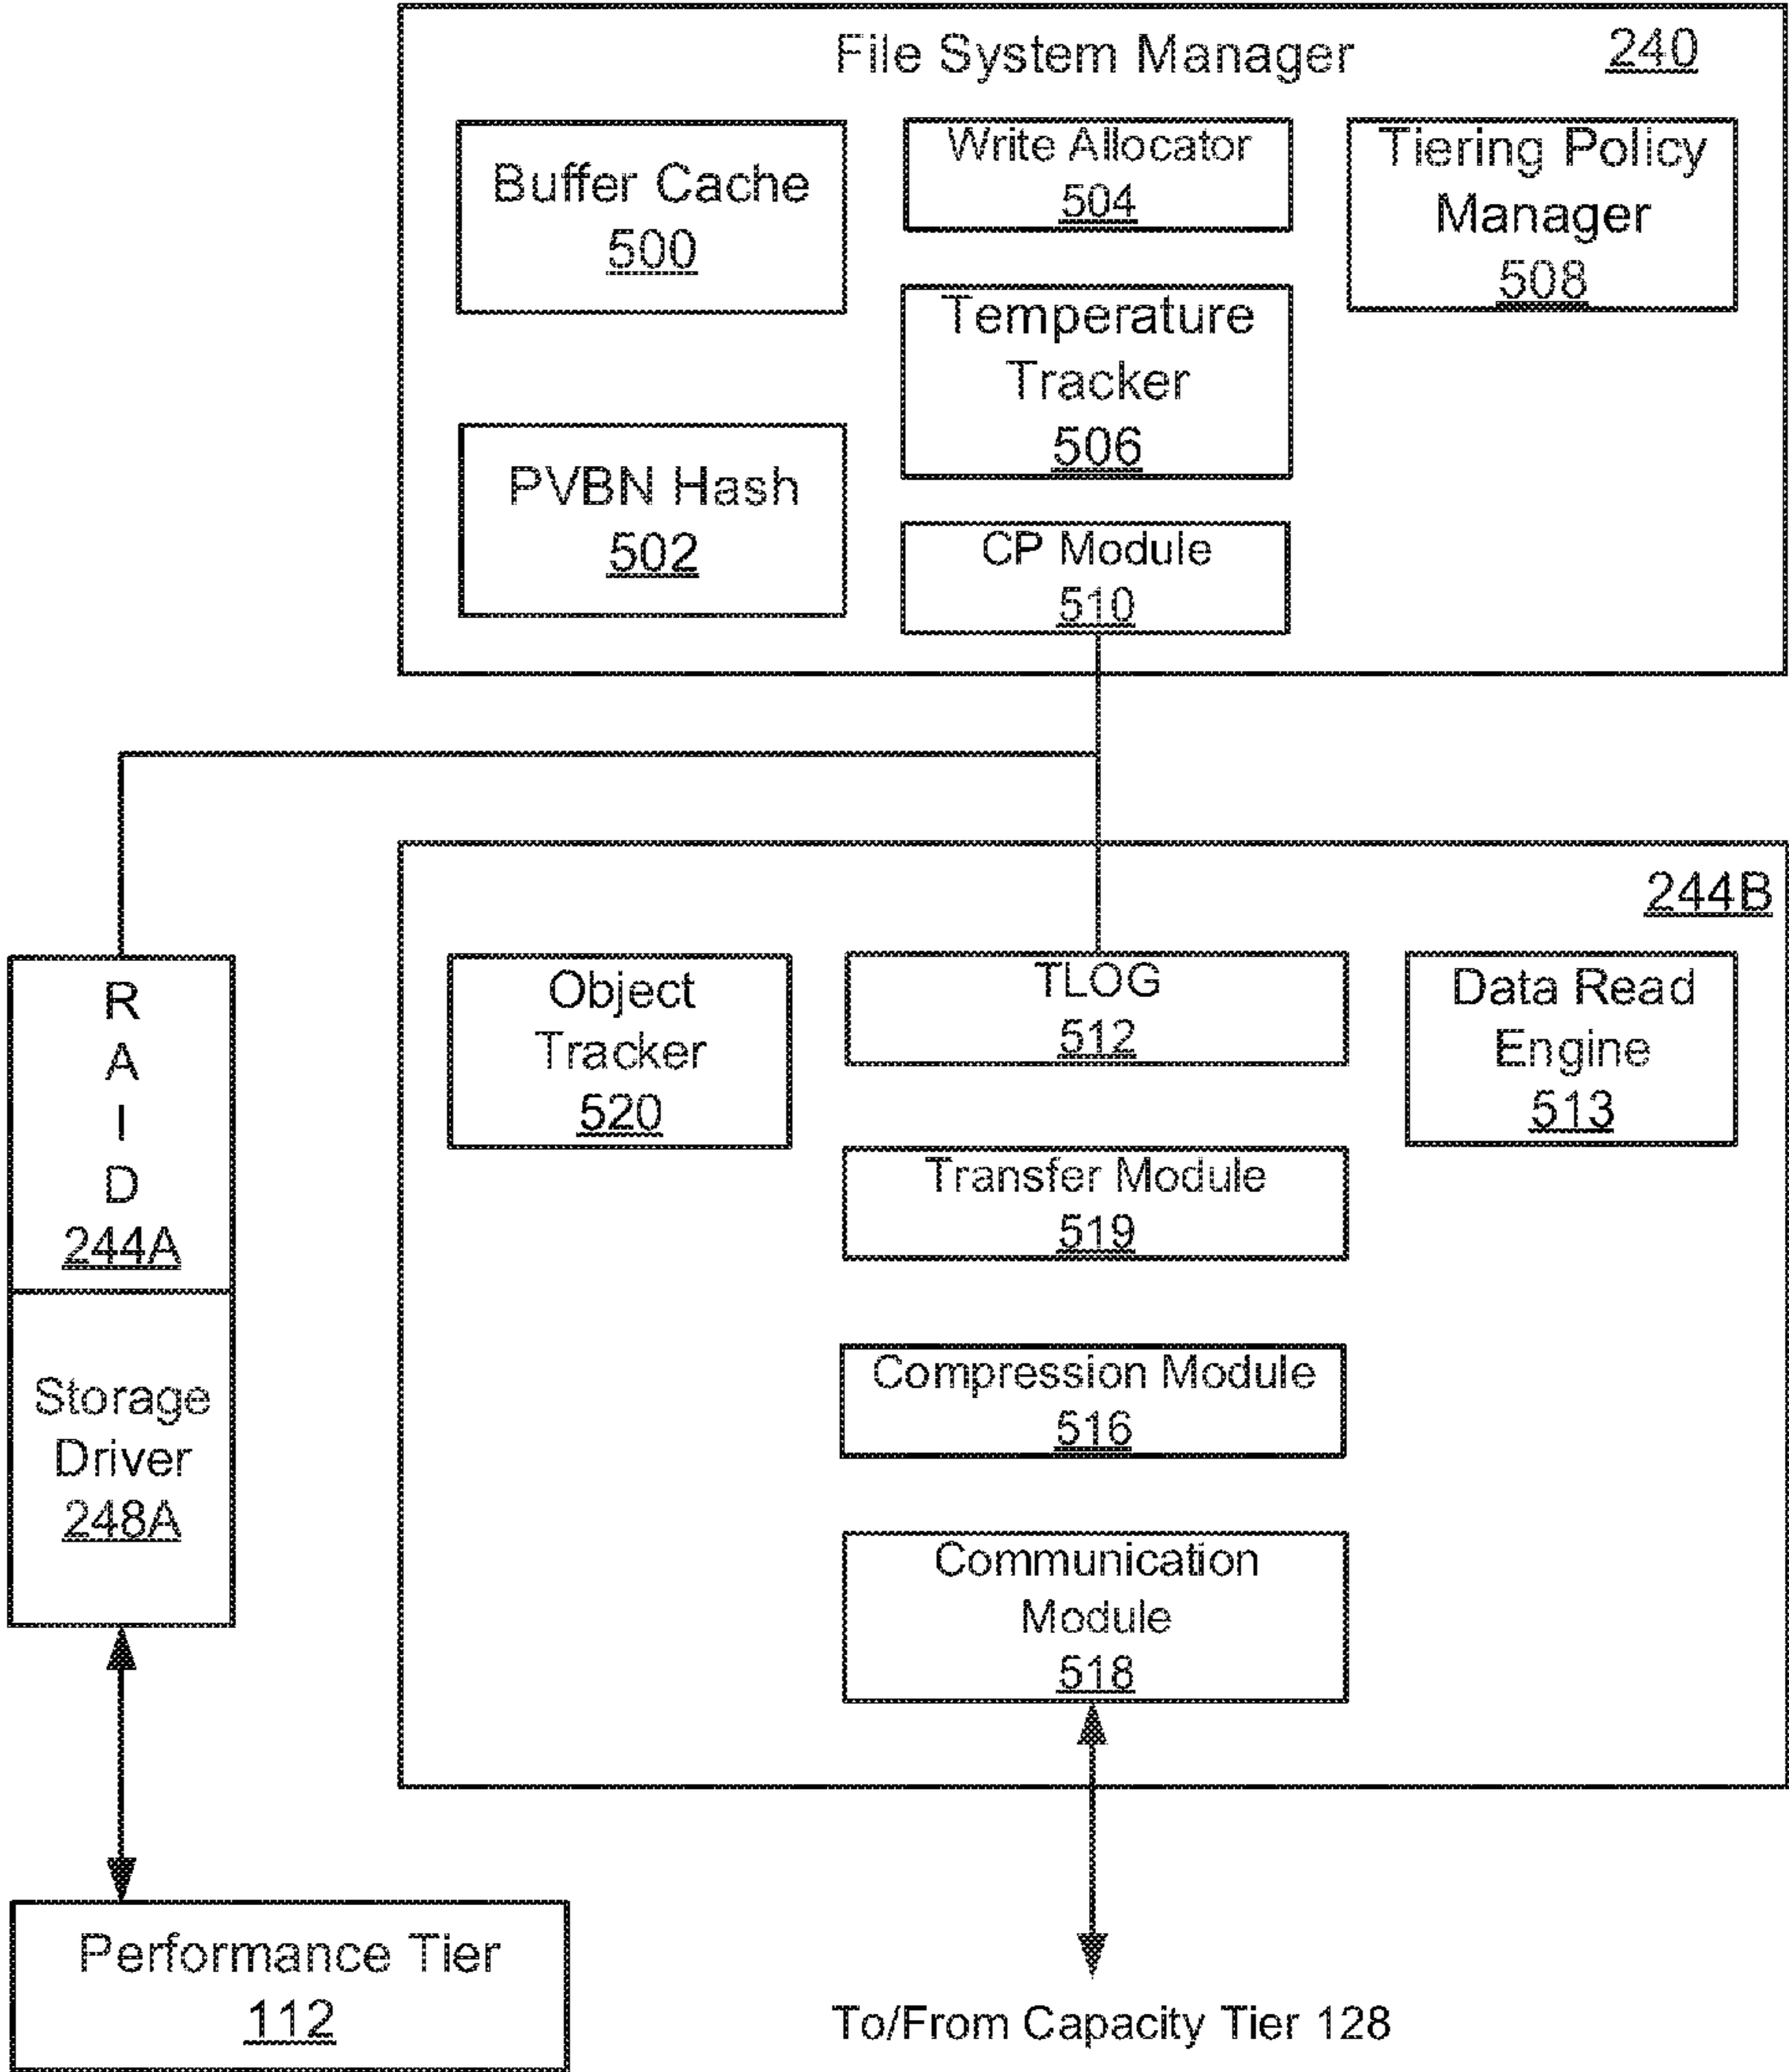 File System Manager
240
Buffer Cache
500
Write Allocator
504
Tiering Policy
Manager
508
Temperature
Tracker
506
PVBN Hash
502
CP Module
510
244B
R
A
I
D
244A
Storage
Driver
248A
Object
Tracker
520
TLOG
512
Data Read
Engine
513
Transfer Module
519
Compression Module
516
Communication
Module
518
Performance Tier
112
To/From Capacity Tier 128